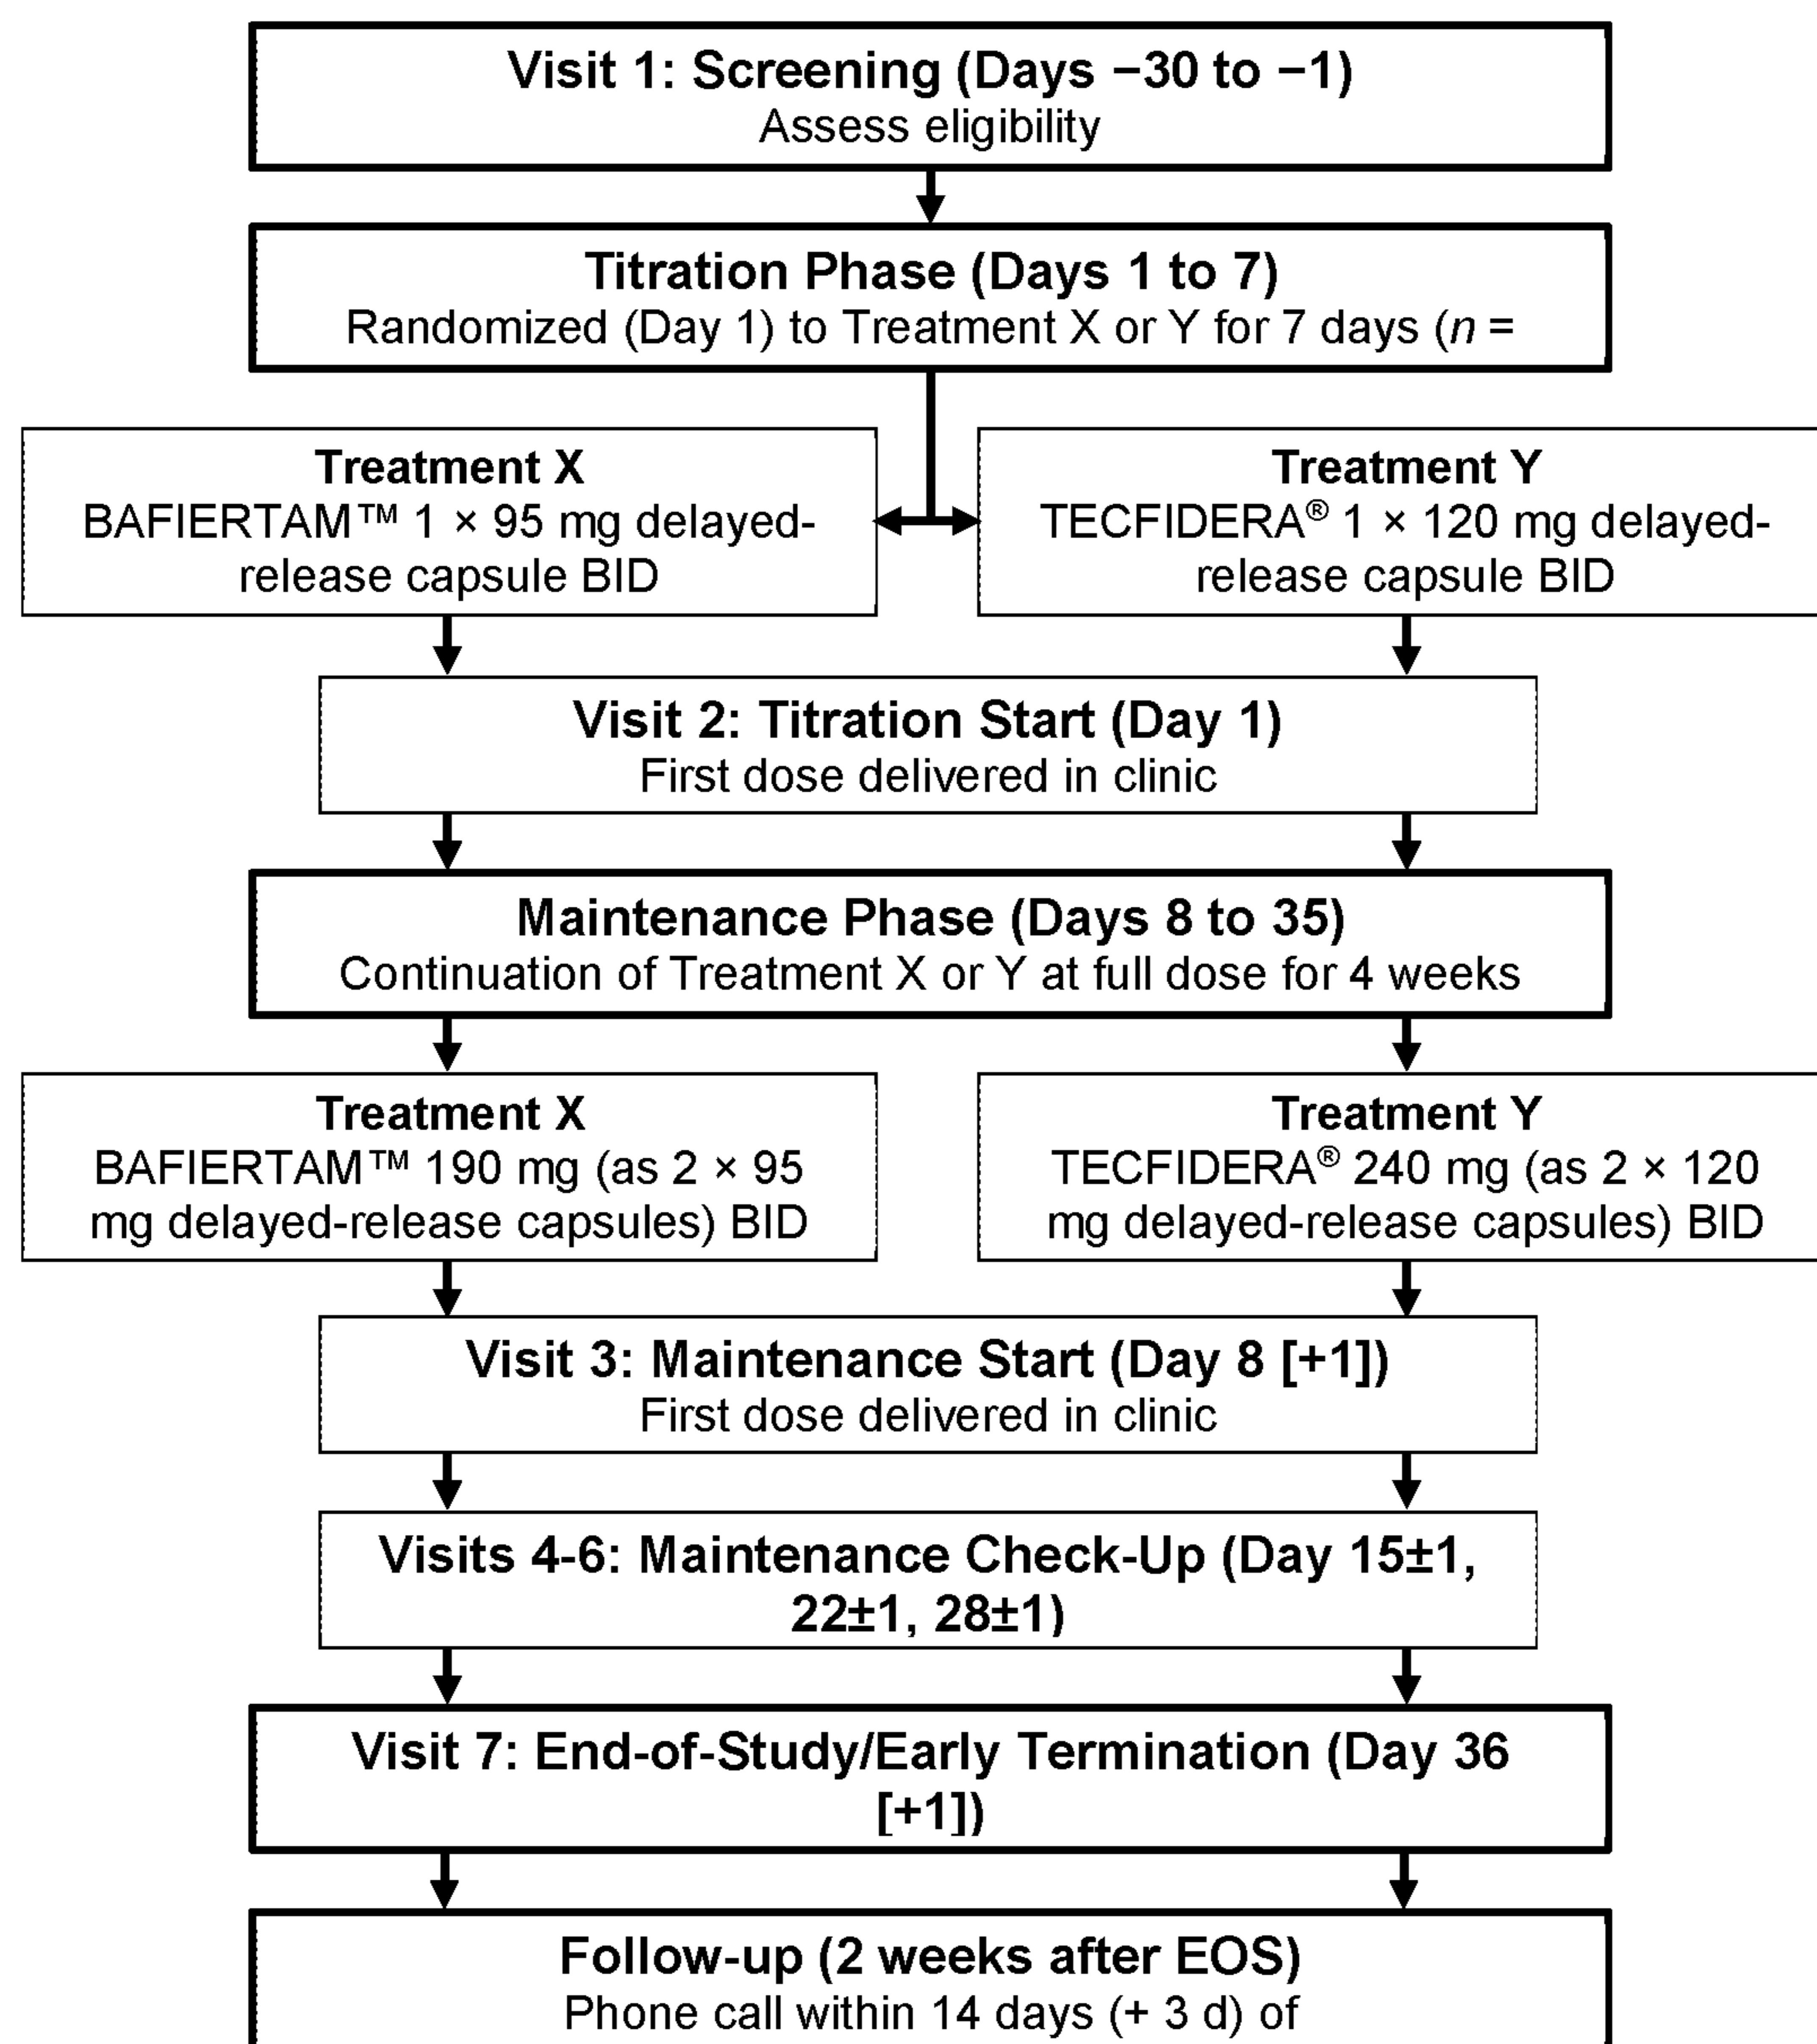 Visit 1: Screening (Days −30 to −1)
Assess eligibility
Titration Phase (Days 1 to 7)
Randomized (Day 1) to Treatment X or Y for 7 days (n =
Treatment X
BAFIERTAM™ 1 × 95 mg delayed-
release capsule BID
Treatment Y
TECFIDERA® 1 × 120 mg delayed-
release capsule BID
Visit 2: Titration Start (Day 1)
First dose delivered in clinic
Maintenance Phase (Days 8 to 35)
Continuation of Treatment X or Y at full dose for 4 weeks
Treatment X
BAFIERTAM™ 190 mg (as 2 × 95
mg delayed-release capsules) BID
Treatment Y
TECFIDERA® 240 mg (as 2 × 120
mg delayed-release capsules) BID
Visit 3: Maintenance Start (Day 8 [+1])
First dose delivered in clinic
Visits 4-6: Maintenance Check-Up (Day 15±1,
22±1, 28±1)
Visit 7: End-of-Study/Early Termination (Day 36
[+1])
Follow-up (2 weeks after EOS)
Phone call within 14 days (+ 3 d) of